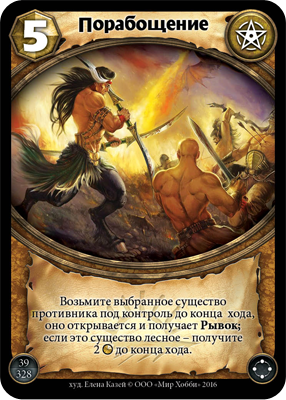 Порабощение
5
Возьмите выбранное существо
противника под контроль до конца хода,
оно открывается и получает Рывок;
если это существо лесное – получите
2 до конца хода.
39
328
худ. Елена Казей © ООО «Мир Хобби» 2016